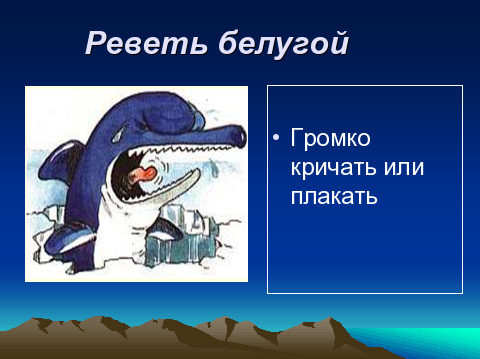 Реветь белугой
• Громко
кричать или
плакать